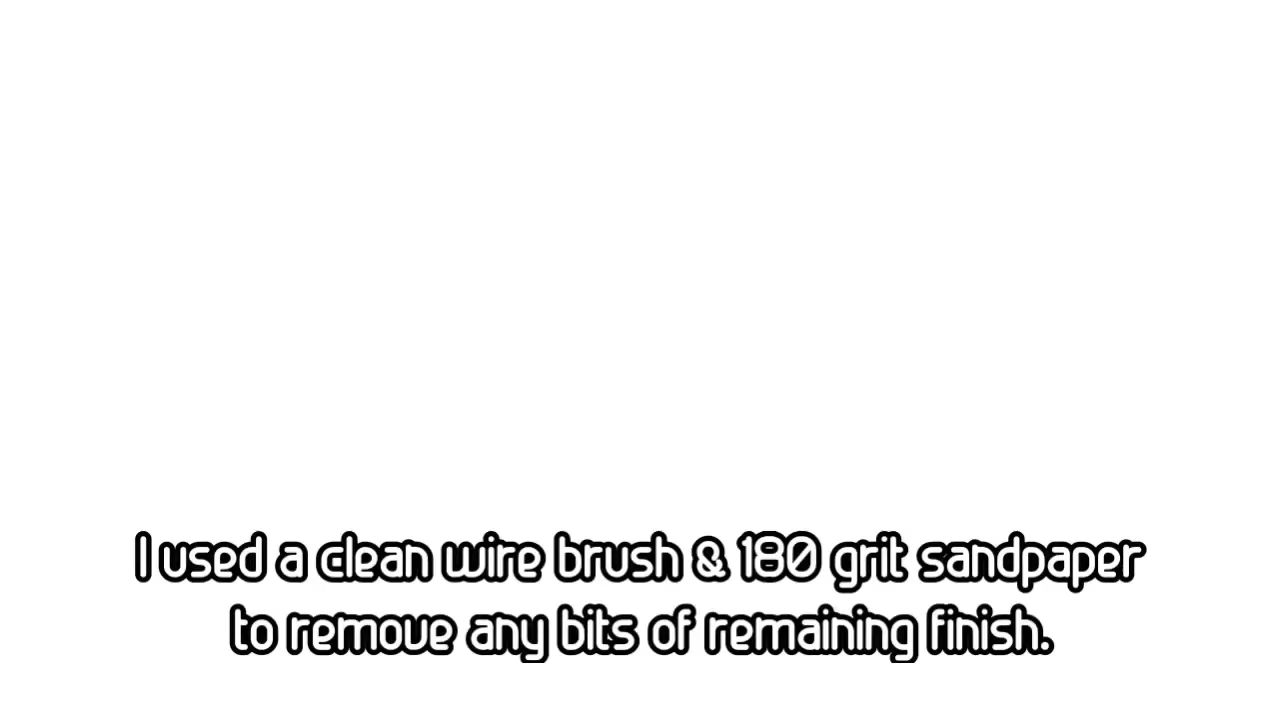 I used a clean wire brush & 180 grit sandpaper
to remove any bits of remaining finish.